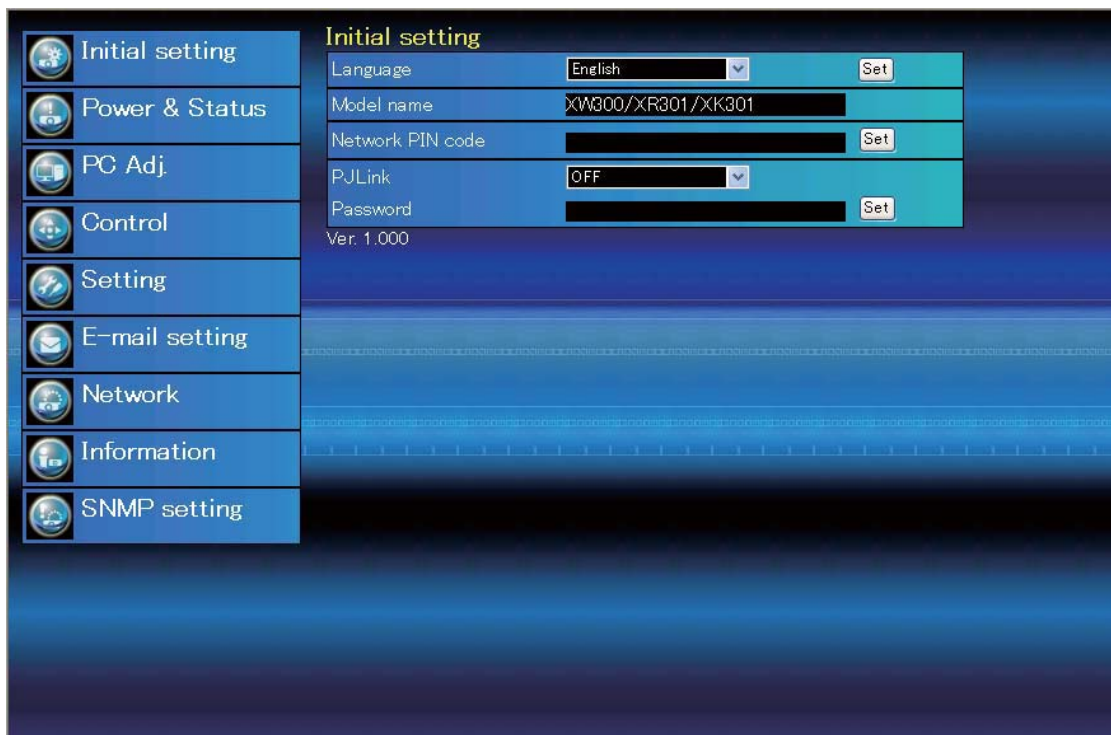 Initial setting
Power & Status
PC Adj.
Control
Setting
E-mail setting
Network
Information
SNMP setting
Initial setting
Language English Set
Model name XW300/XR301/XK301
Network PIN code Set
PJLink OFF
Password Set
Ver. 1.000